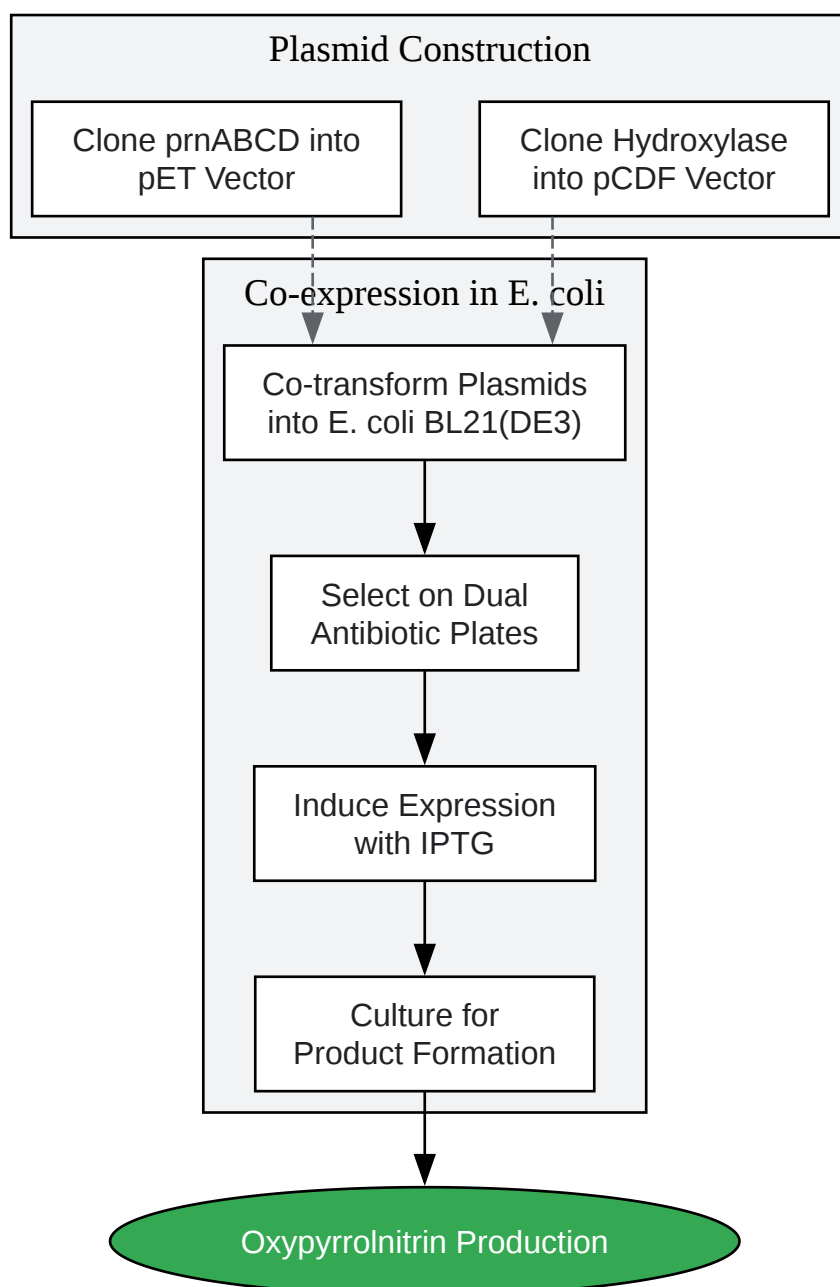 Plasmid Construction
Clone prnABCD into
pET Vector
Clone Hydroxylase
into pCDF Vector
Co-expression in E. coli
Co-transform Plasmids
into E. coli BL21(DE3)
Select on Dual
Antibiotic Plates
Induce Expression
with IPTG
Culture for
Product Formation
Oxypyrrolnitrin Production